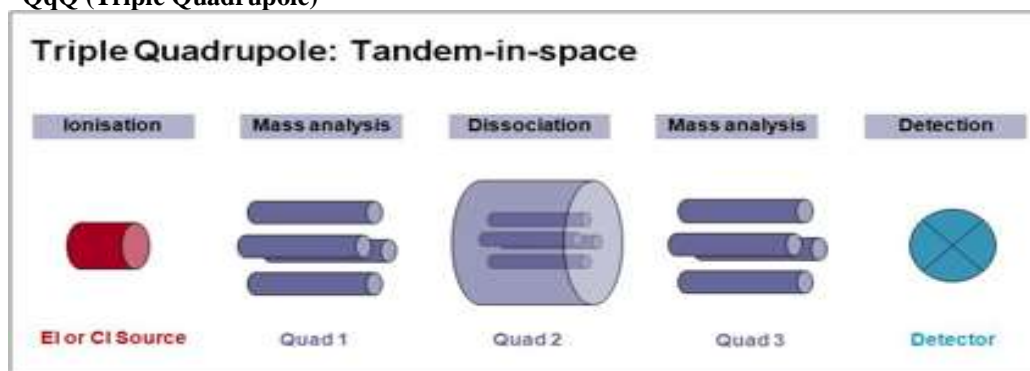 QqQ (Triple Quadrupole)
Triple Quadrupole: Tandem-in-space
Ionisation Mass analysis Dissociation Mass analysis Detection
EI or CI Source Quad 1 Quad 2 Quad 3 Detector